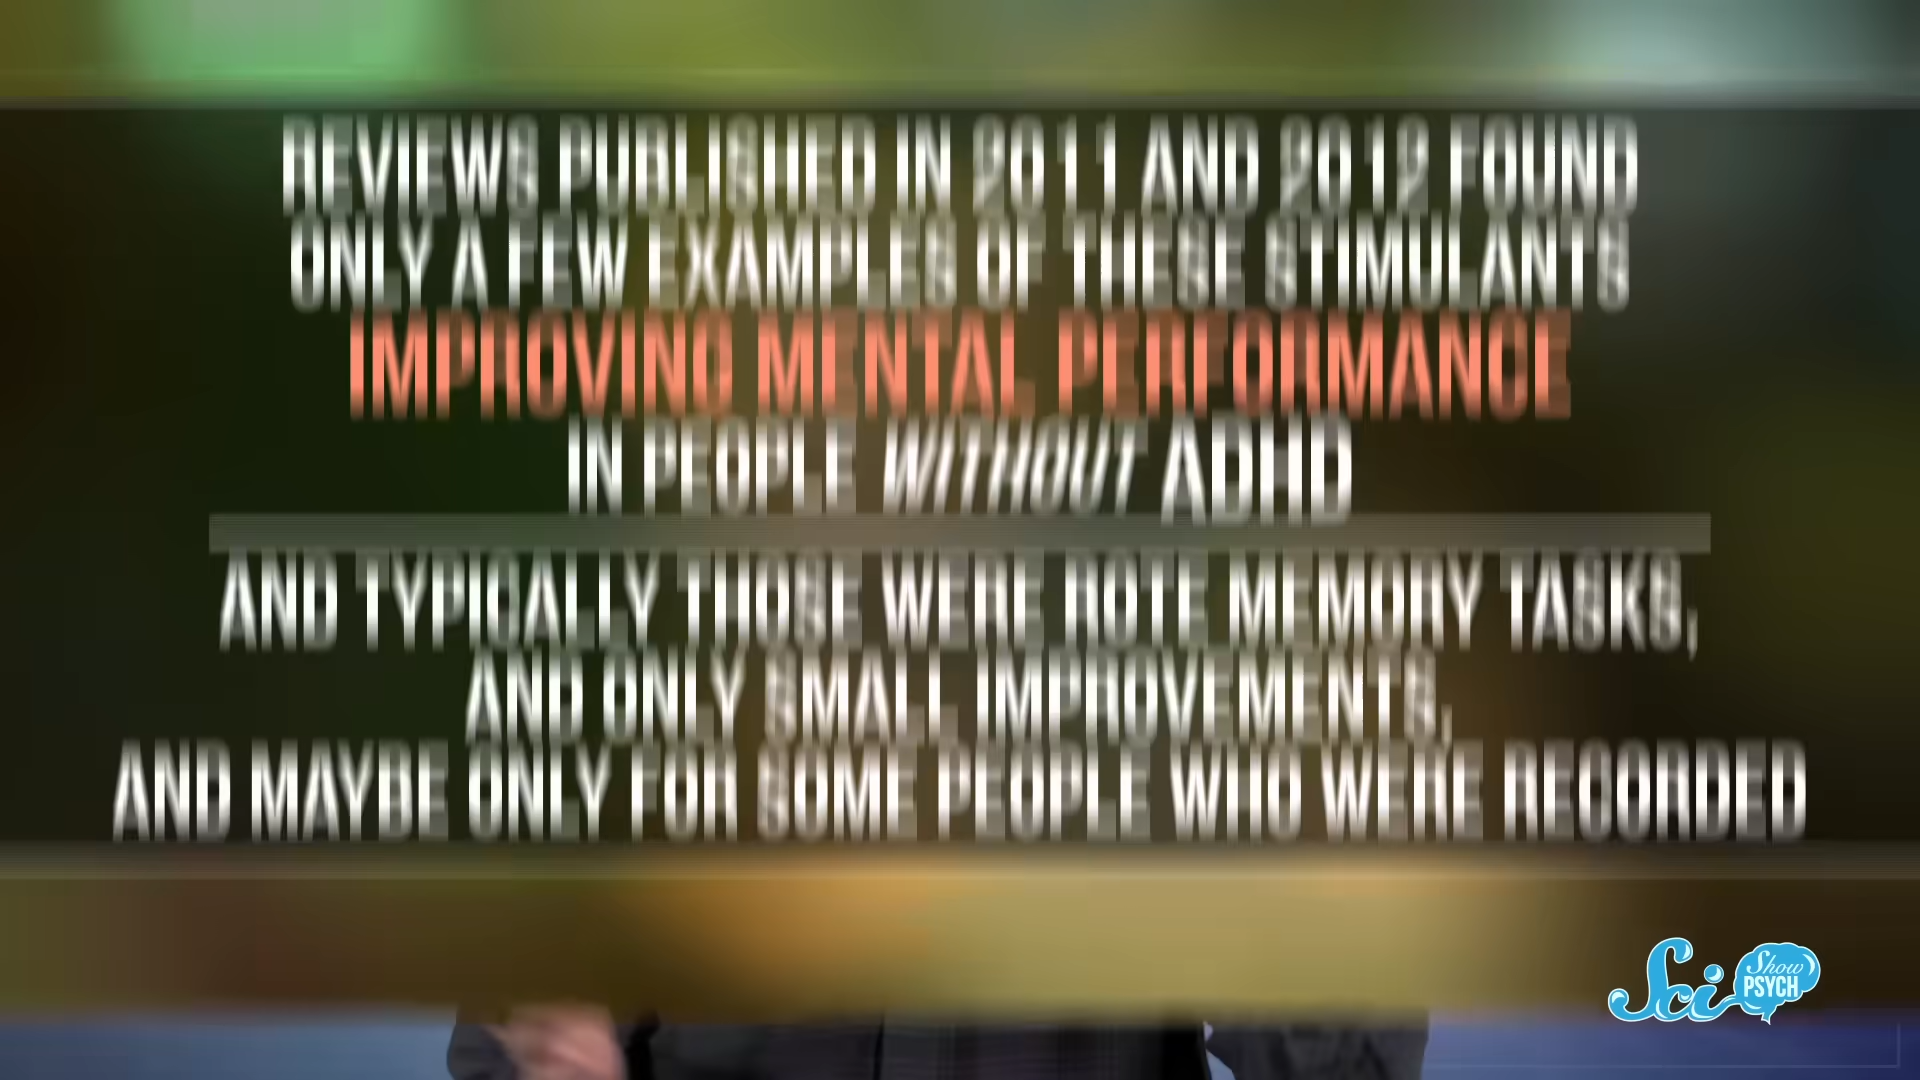 REVIEWS PUBLISHED IN 2011 AND 2012 FOUND
ONLY A FEW EXAMPLES OF THESE STIMULANTS
IMPROVING MENTAL PERFORMANCE
IN PEOPLE WITHOUT ADHD
AND TYPICALLY THOSE WERE ROTE MEMORY TASKS,
AND ONLY SMALL IMPROVEMENTS,
AND MAYBE ONLY FOR SOME PEOPLE WHO WERE RECORDED
Sci Show
PSYCH